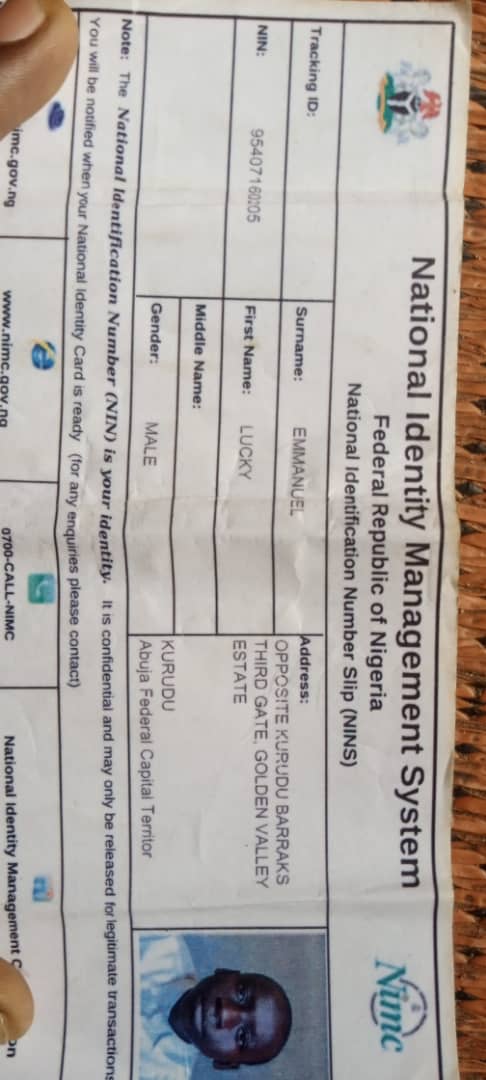 National Identity Management System
Federal Republic of Nigeria
National Identification Number Slip (NINS)
Nimc
Tracking ID:
NIN: 95407160205
Surname: EMMANUEL
First Name: LUCKY
Middle Name:
Gender: MALE
Address:
OPPOSITE KURUDU BARRAKS
THIRD GATE, GOLDEN VALLEY
ESTATE
KURUDU
Abuja Federal Capital Territor
Note: The National Identification Number (NIN) is your identity. It is confidential and may only be released for legitimate transactions
You will be notified when your National Identity Card is ready (for any enquiries please contact)
imc.gov.ng
www.nimc.gov.ng
0700-CALL-NIMC
National Identity Management C
on